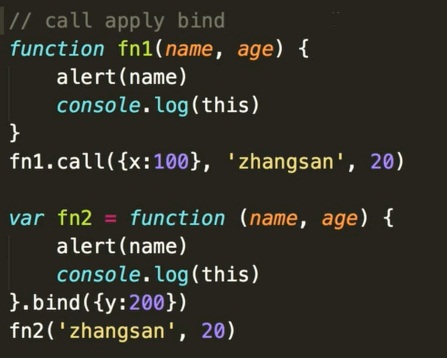 // call apply bind
function fn1(name, age) {
    alert(name)
    console.log(this)
}
fn1.call({x:100}, 'zhangsan', 20)

var fn2 = function (name, age) {
    alert(name)
    console.log(this)
}.bind({y:200})
fn2('zhangsan', 20)